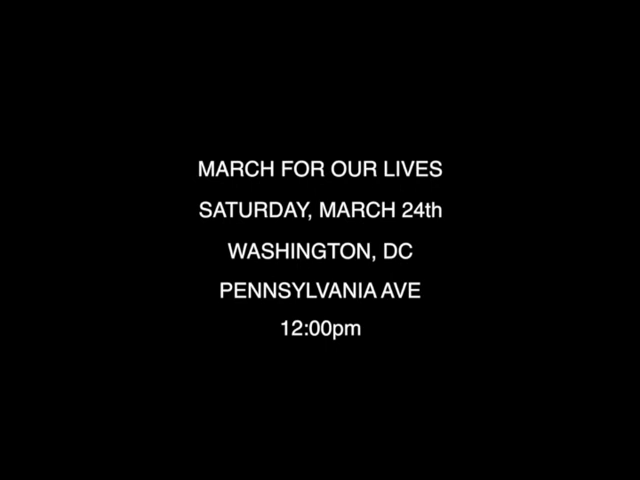 MARCH FOR OUR LIVES
SATURDAY, MARCH 24th
WASHINGTON, DC
PENNSYLVANIA AVE
12:00pm